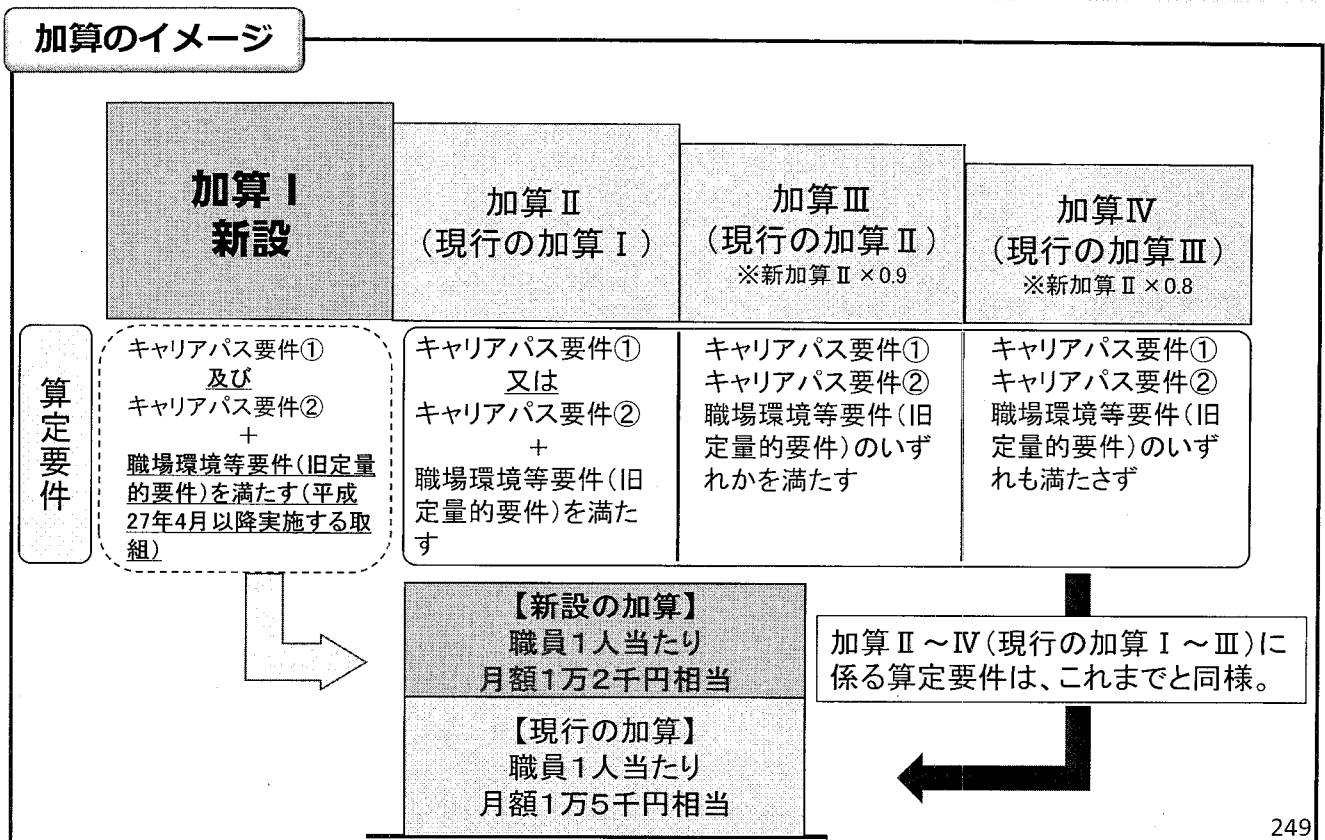 加算のイメージ
加算Ⅰ
新設
加算Ⅱ
(現行の加算Ⅰ)
加算Ⅲ
(現行の加算Ⅱ)
※新加算Ⅱ×0.9
加算Ⅳ
(現行の加算Ⅲ)
※新加算Ⅱ×0.8
算定要件
キャリアパス要件①
及び
キャリアパス要件②
+
職場環境等要件(旧定量
的要件)を満たす(平成
27年4月以降実施する取
組)
キャリアパス要件①
又は
キャリアパス要件②
+
職場環境等要件(旧
定量的要件)を満た
す
キャリアパス要件①
キャリアパス要件②
職場環境等要件(旧
定量的要件)のいず
れかを満たす
キャリアパス要件①
キャリアパス要件②
職場環境等要件(旧
定量的要件)のいず
れも満たさず
【新設の加算】
職員1人当たり
月額1万2千円相当
【現行の加算】
職員1人当たり
月額1万5千円相当
加算Ⅱ~Ⅳ(現行の加算Ⅰ~Ⅲ)に
係る算定要件は、これまでと同様。
249